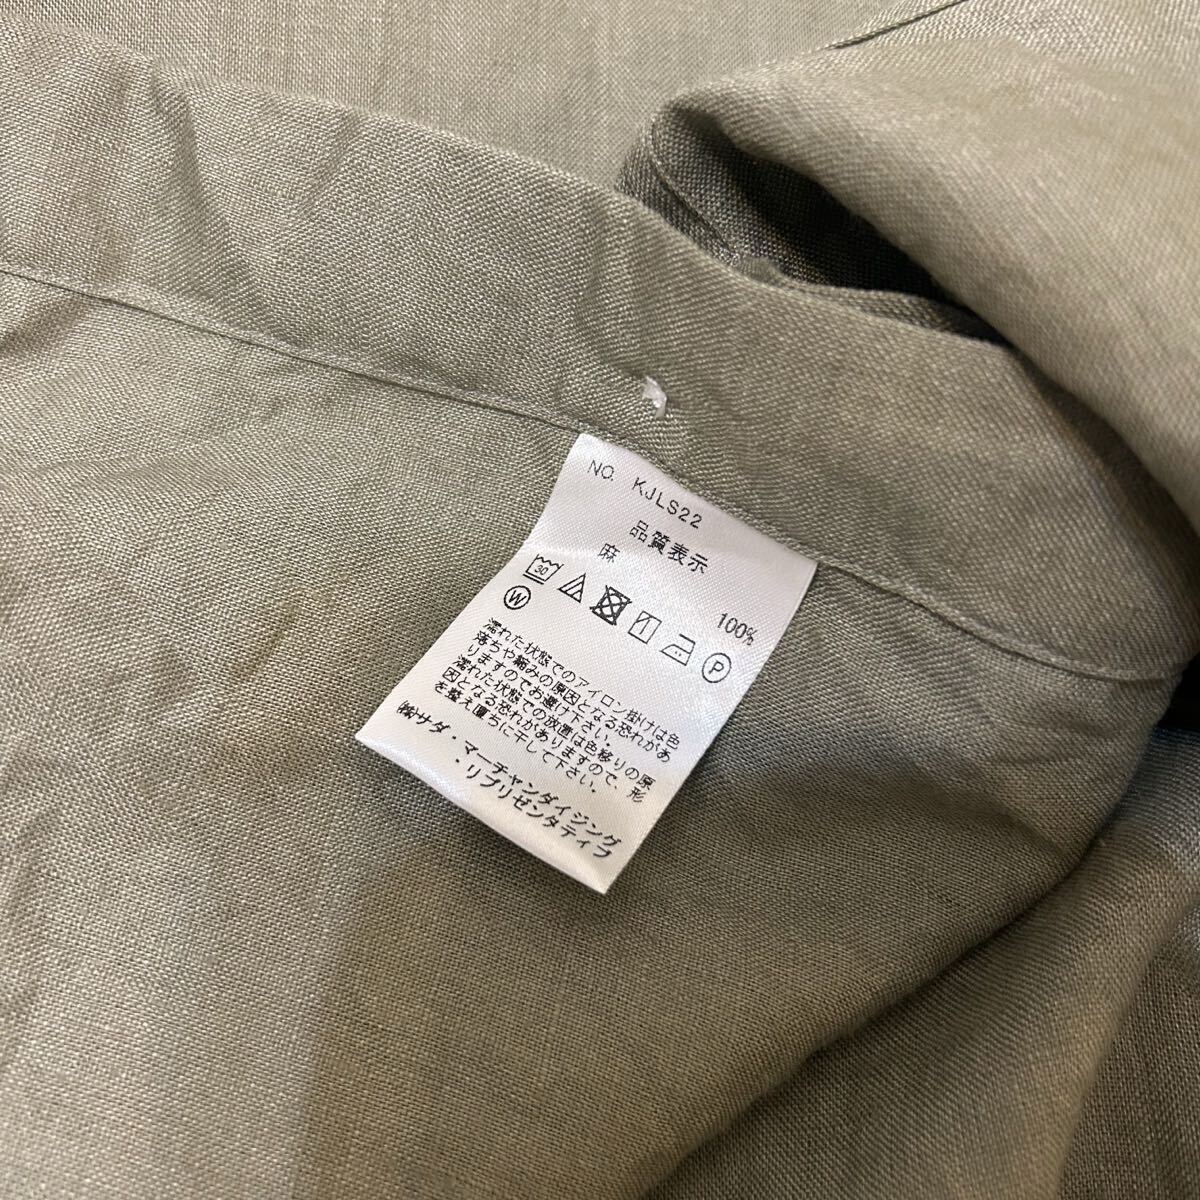 NO. KJLS22
品質表示
麻 100%
30 P
W
濡れた状態でのアイロン掛けは色
落ちや縮みの原因となる恐れがあ
りますのでお避け下さい。
濡れた状態での放置は色移りの原
因となる恐れがありますので、形
を整え直ちに干して下さい。
㈱サダ・マーチャンダイジング
・リプリゼンタティブ